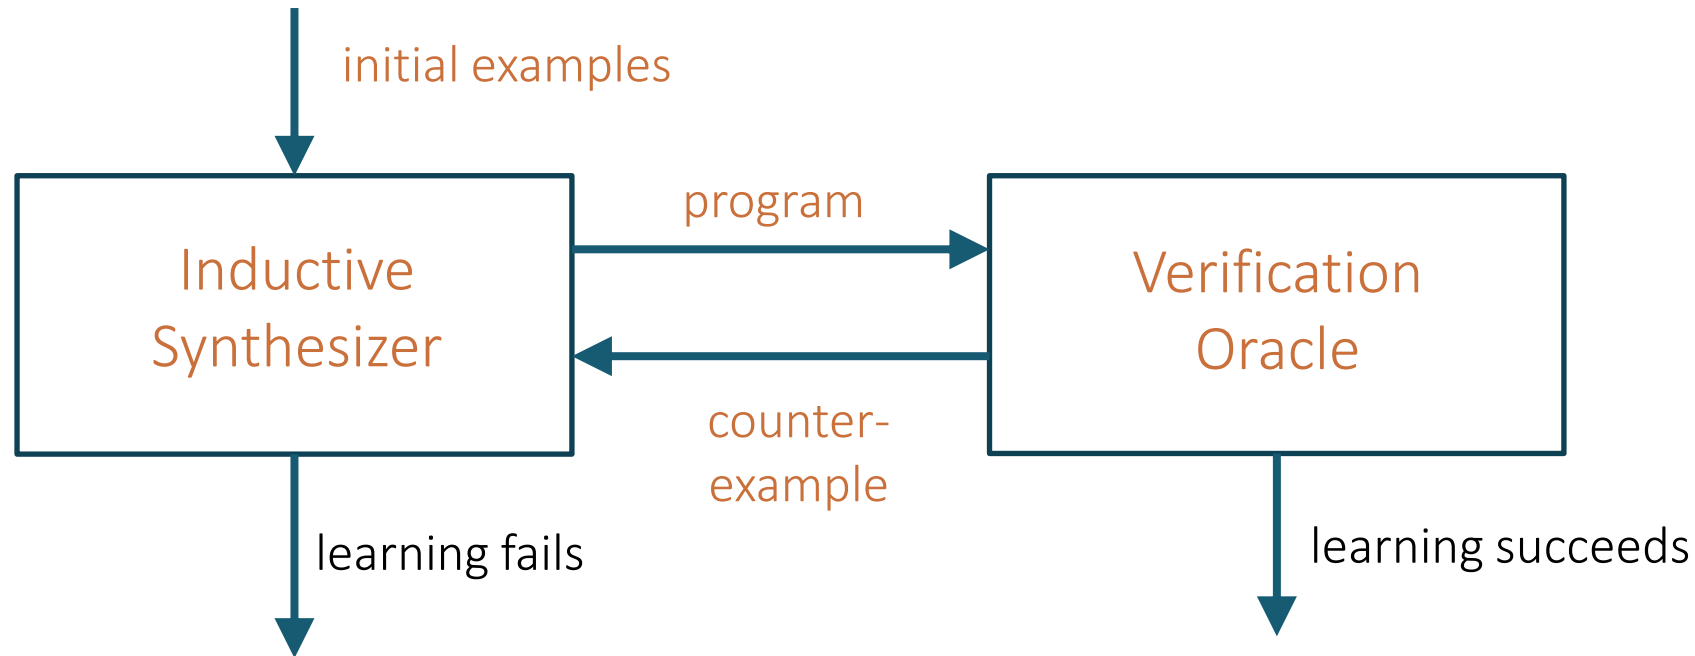 initial examples
program
Inductive
Synthesizer
Verification
Oracle
counter-
example
learning fails
learning succeeds